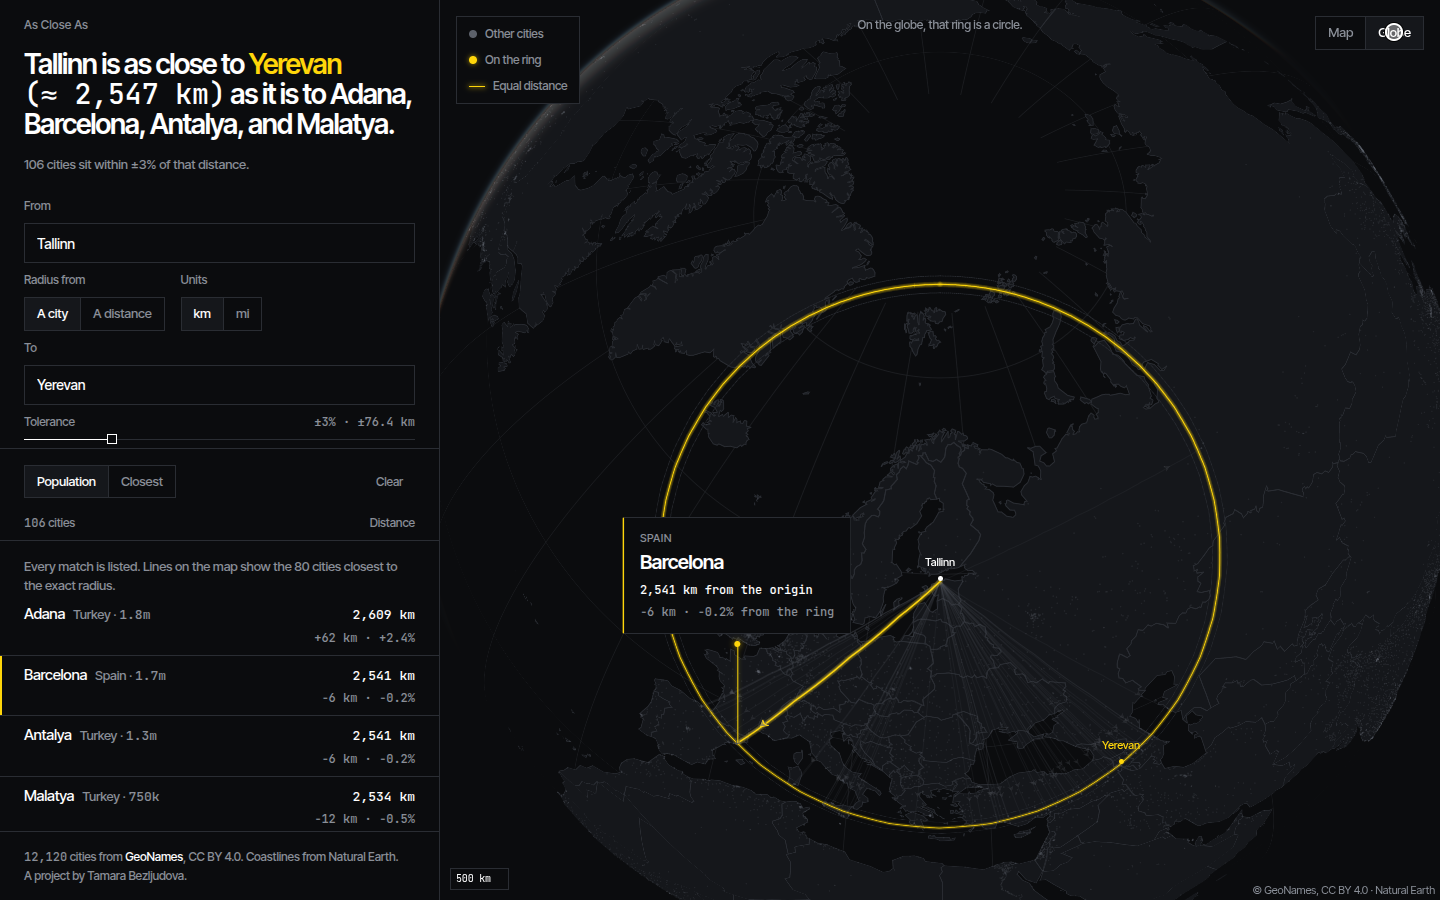 As Close As
Tallinn is as close to Yerevan
(≈ 2,547 km) as it is to Adana,
Barcelona, Antalya, and Malatya.
106 cities sit within ±3% of that distance.
From
Tallinn
Radius from
Units
A city
A distance
km
mi
To
Yerevan
Tolerance
±3% · ±76.4 km
Population
Closest
Clear
106 cities
Distance
Every match is listed. Lines on the map show the 80 cities closest to
the exact radius.
Adana Turkey · 1.8m 2,609 km
+62 km · +2.4%
Barcelona Spain · 1.7m 2,541 km
-6 km · -0.2%
Antalya Turkey · 1.3m 2,541 km
-6 km · -0.2%
Malatya Turkey · 750k 2,534 km
-12 km · -0.5%
12,120 cities from GeoNames, CC BY 4.0. Coastlines from Natural Earth.
A project by Tamara Bezljudova.
Other cities
On the ring
Equal distance
On the globe, that ring is a circle.
Map
Globe
SPAIN
Barcelona
2,541 km from the origin
-6 km · -0.2% from the ring
Tallinn
Yerevan
500 km
© GeoNames, CC BY 4.0 · Natural Earth